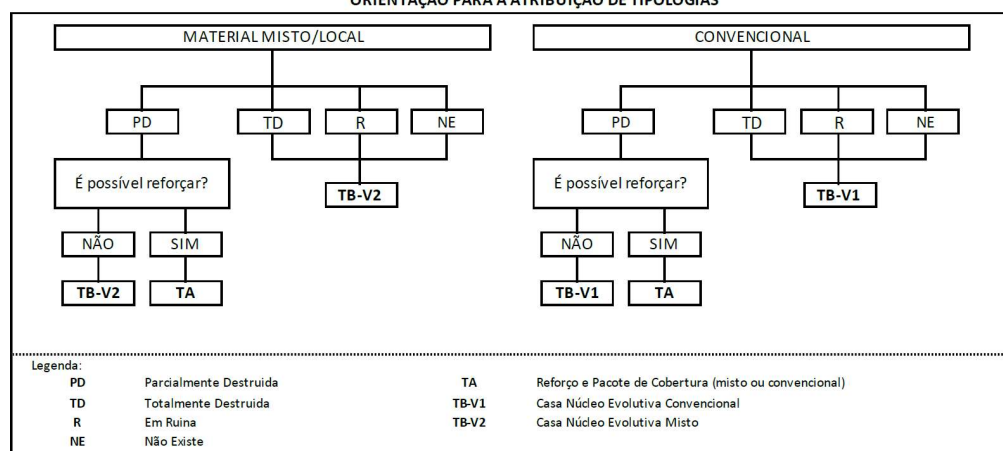 ORIENTAÇÃO PARA A ATRIBUIÇÃO DE TIPOLOGIAS
MATERIAL MISTO/LOCAL
PD TD R NE
É possível reforçar?
TB-V2
NÃO SIM
TB-V2 TA
CONVENCIONAL
PD TD R NE
É possível reforçar?
TB-V1
NÃO SIM
TB-V1 TA
Legenda:
PD Parcialmente Destruida
TD Totalmente Destruida
R Em Ruina
NE Não Existe
TA Reforço e Pacote de Cobertura (misto ou convencional)
TB-V1 Casa Núcleo Evolutiva Convencional
TB-V2 Casa Núcleo Evolutiva Misto